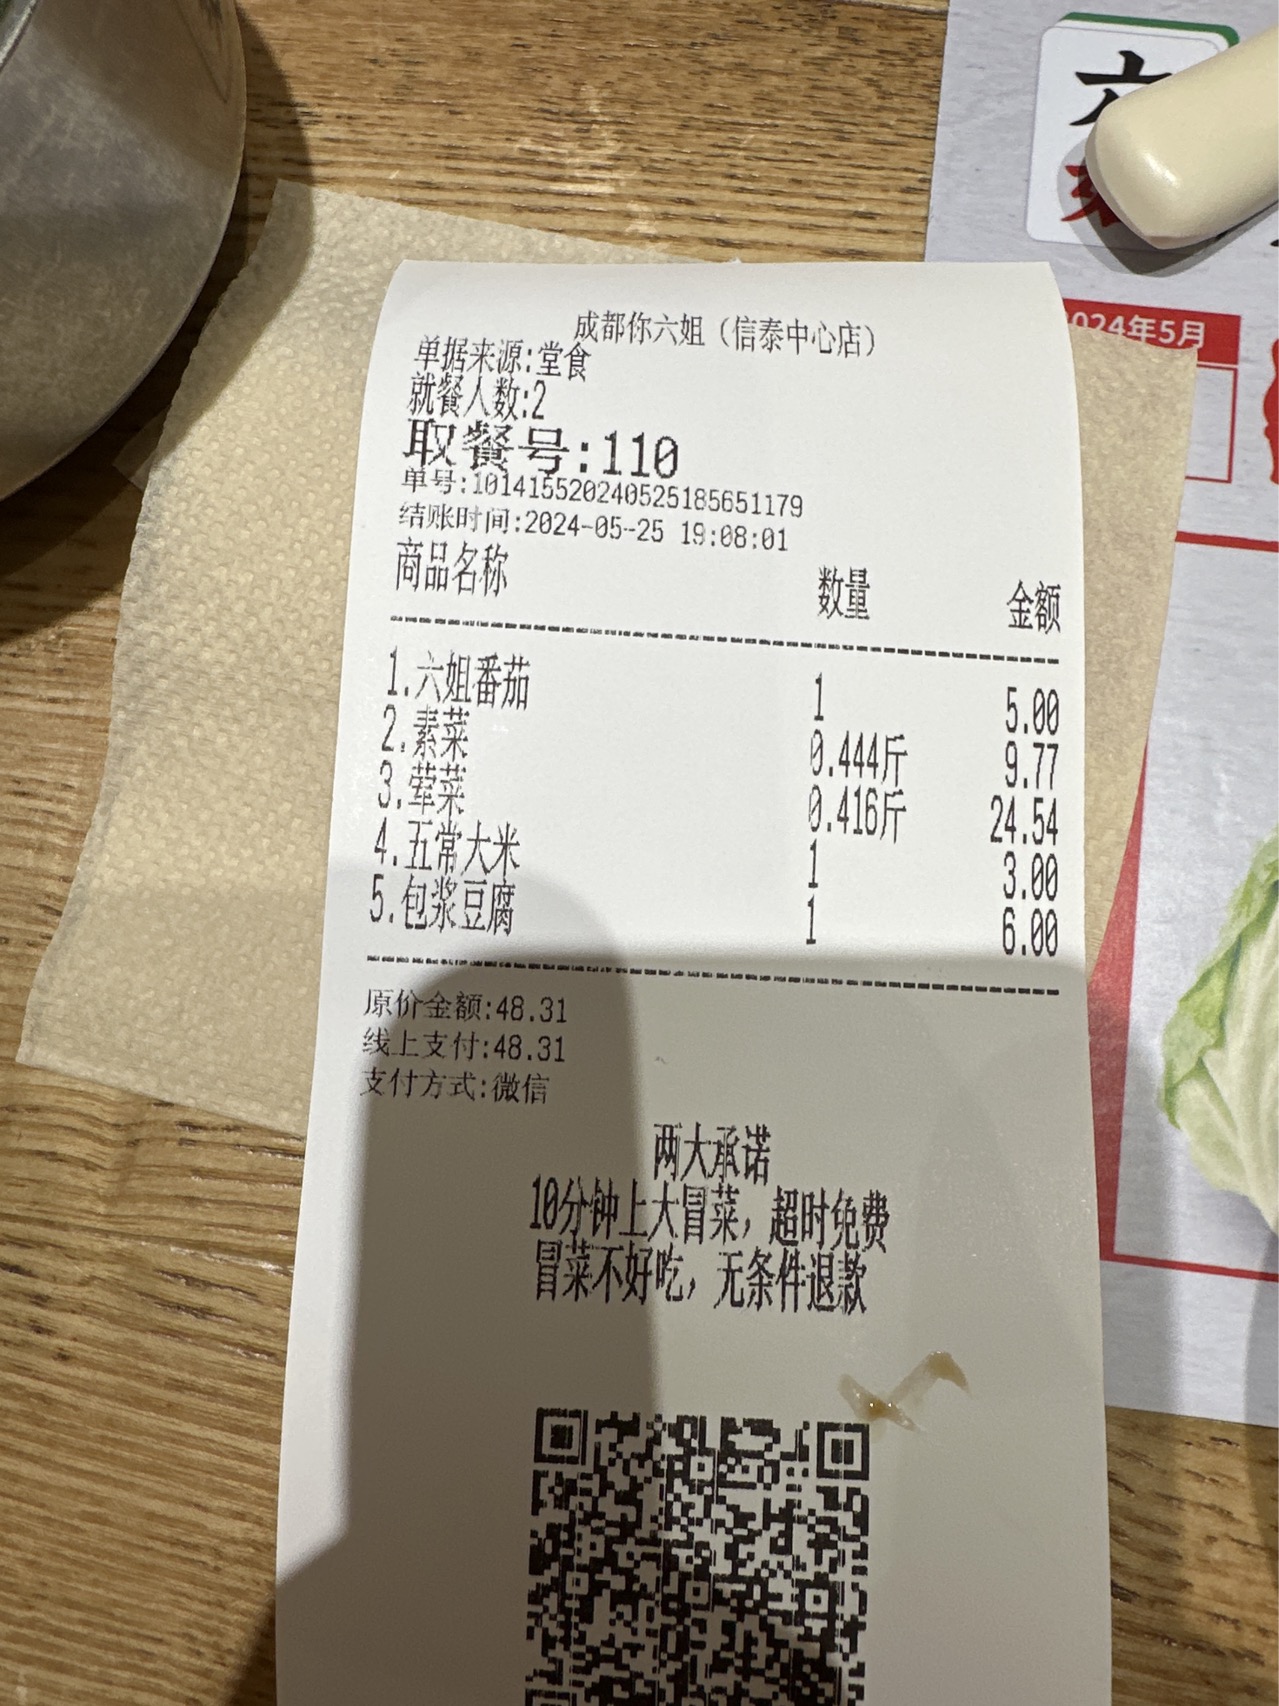 成都你六姐（信泰中心店）
单据来源:堂食
就餐人数:2
取餐号:110
单号:10141552024052518565​1179
结账时间:2024-05-25 19:08:01
商品名称 数量 金额
1.六姐番茄 1 5.00
2.素菜 0.444斤 9.77
3.荤菜 0.416斤 24.54
4.五常大米 1 3.00
5.包浆豆腐 1 6.00
原价金额:48.31
线上支付:48.31
支付方式:微信
两大承诺
10分钟上大冒菜，超时免费
冒菜不好吃，无条件退款
六
2024年5月